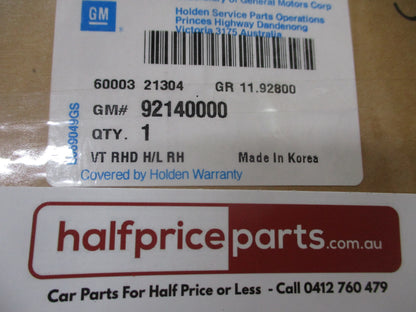 GM
of General Motors Corp
Holden Service Parts Operations
Princes Highway Dandenong
Victoria 3175 Australia
60003 21304 GR 11.92800
GM# 92140000
QTY. 1
VT RHD H/L RH Made in Korea
Covered by Holden Warranty
halfpriceparts.com.au
Car Parts For Half Price or Less - Call 0412 760 479